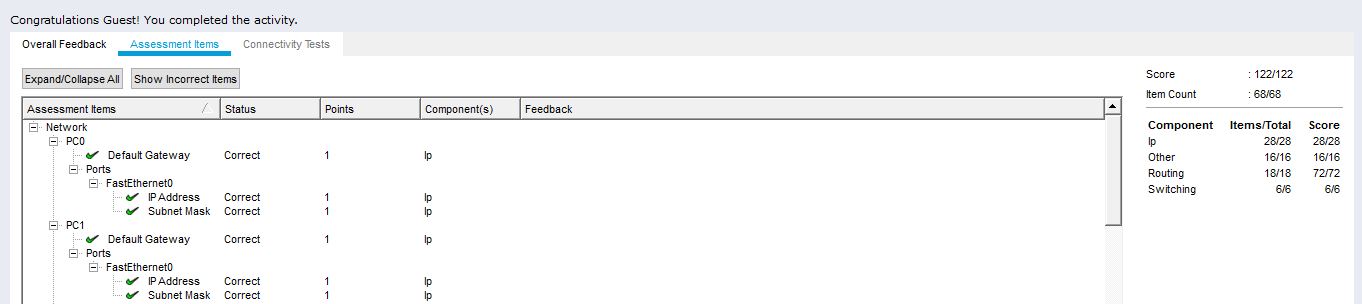 Congratulations Guest! You completed the activity.
Overall Feedback Assessment Items Connectivity Tests
Expand/Collapse All Show Incorrect Items
Score : 122/122
Item Count : 68/68
Assessment Items Status Points Component(s) Feedback
Component Items/Total Score
Ip 28/28 28/28
Other 16/16 16/16
Routing 18/18 72/72
Switching 6/6 6/6
Network
PC0
Default Gateway Correct 1 Ip
Ports
FastEthernet0
IP Address Correct 1 Ip
Subnet Mask Correct 1 Ip
PC1
Default Gateway Correct 1 Ip
Ports
FastEthernet0
IP Address Correct 1 Ip
Subnet Mask Correct 1 Ip